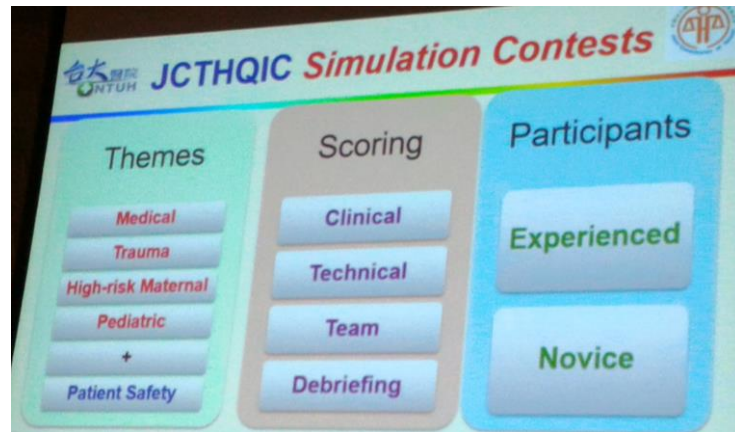 台大醫院
NTUH
JCTHQIC Simulation Contests
Themes
Medical
Trauma
High-risk Maternal
Pediatric
+
Patient Safety
Scoring
Clinical
Technical
Team
Debriefing
Participants
Experienced
Novice